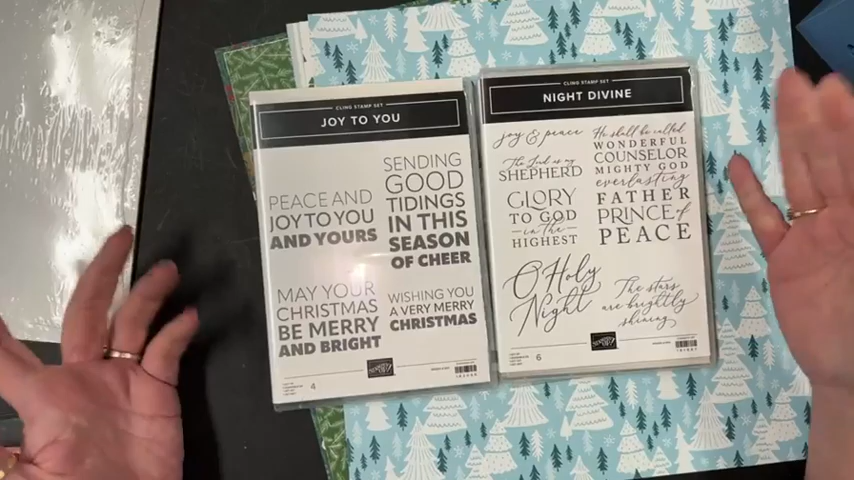 CLING STAMP SET
JOY TO YOU
PEACE AND
JOY TO YOU
AND YOURS
SENDING
GOOD
TIDINGS
IN THIS
SEASON
OF CHEER
MAY YOUR
CHRISTMAS
BE MERRY
AND BRIGHT
WISHING YOU
A VERY MERRY
CHRISTMAS
4
CLING STAMP SET
NIGHT DIVINE
joy & peace
The Lord is my
SHEPHERD
GLORY
TO GOD
in the
HIGHEST
He shall be called
WONDERFUL
COUNSELOR
MIGHTY GOD
everlasting
FATHER
PRINCE of
PEACE
O Holy
Night
The stars
are brightly
shining
6